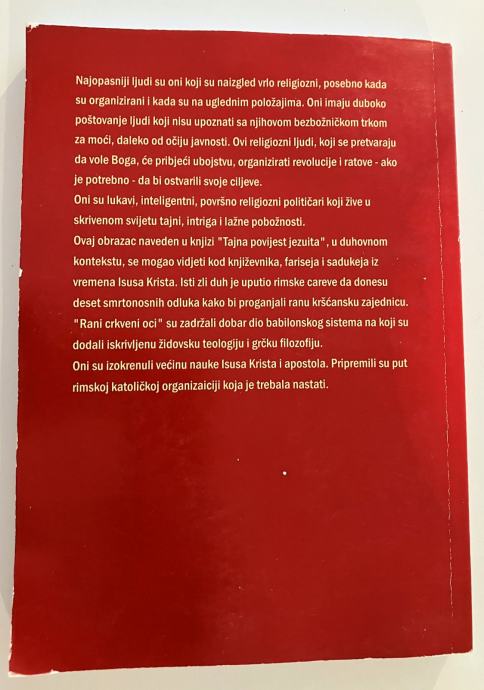 Najopasniji ljudi su oni koji su naizgled vrlo religiozni, posebno kada
su organizirani i kada su na uglednim položajima. Oni imaju duboko
poštovanje ljudi koji nisu upoznati sa njihovom bezbožničkom trkom
za moći, daleko od očiju javnosti. Ovi religiozni ljudi, koji se pretvaraju
da vole Boga, će pribjeći ubojstvu, organizirati revolucije i ratove - ako
je potrebno - da bi ostvarili svoje ciljeve.
Oni su lukavi, inteligentni, površno religiozni političari koji žive u
skrivenom svijetu tajni, intriga i lažne pobožnosti.
Ovaj obrazac naveden u knjizi "Tajna povijest jezuita", u duhovnom
kontekstu, se mogao vidjeti kod književnika, fariseja i sadukeja iz
vremena Isusa Krista. Isti zli duh je uputio rimske careve da donesu
deset smrtonosnih odluka kako bi proganjali ranu kršćansku zajednicu.
"Rani crkveni oci" su zadržali dobar dio babilonskog sistema na koji su
dodali iskrivljenu židovsku teologiju i grčku filozofiju.
Oni su izokrenuli većinu nauke Isusa Krista i apostola. Pripremili su put
rimskoj katoličkoj organizaiciji koja je trebala nastati.